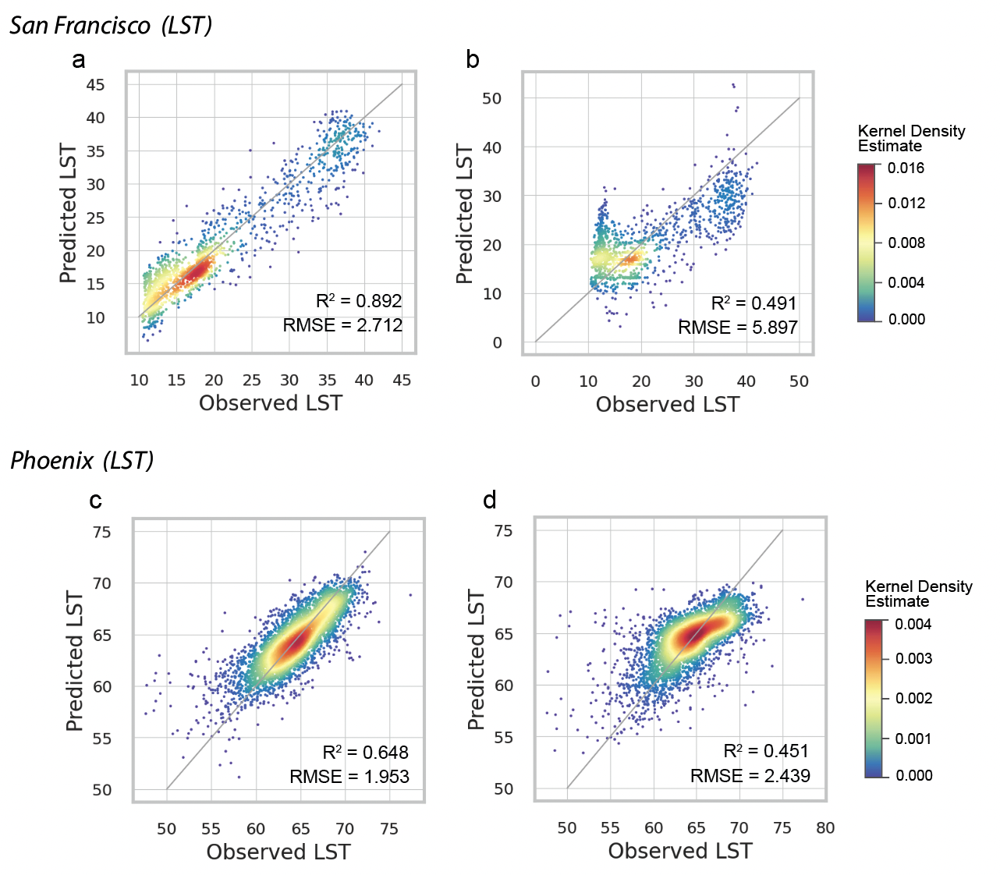 San Francisco (LST)
a
45
40
35
30
25
20
15
10
Predicted LST
R² = 0.892
RMSE = 2.712
10 15 20 25 30 35 40 45
Observed LST
b
50
40
30
20
10
0
Predicted LST
R² = 0.491
RMSE = 5.897
0 10 20 30 40 50
Observed LST
Kernel Density
Estimate
0.016
0.012
0.008
0.004
0.000
Phoenix (LST)
c
75
70
65
60
55
50
Predicted LST
R² = 0.648
RMSE = 1.953
50 55 60 65 70 75
Observed LST
d
75
70
65
60
55
50
Predicted LST
R² = 0.451
RMSE = 2.439
50 55 60 65 70 75 80
Observed LST
Kernel Density
Estimate
0.004
0.003
0.002
0.001
0.000